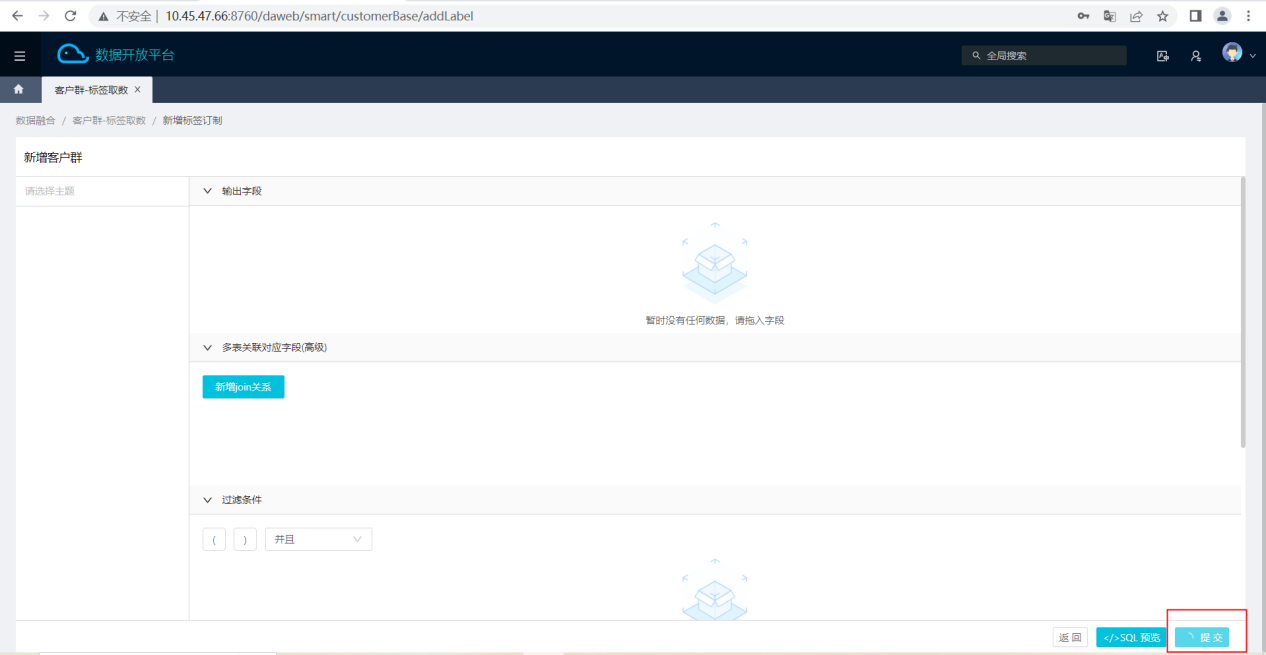 不安全 | 10.45.47.66:8760/daweb/smart/customerBase/addLabel
数据开放平台
全局搜索
客户群-标签取数 ×
数据融合 / 客户群-标签取数 / 新增标签订制
新增客户群
请选择主题
输出字段
暂时没有任何数据，请拖入字段
多表关联对应字段(高级)
新增join关系
过滤条件
( ) 并且
返回 </>SQL 预览 提交